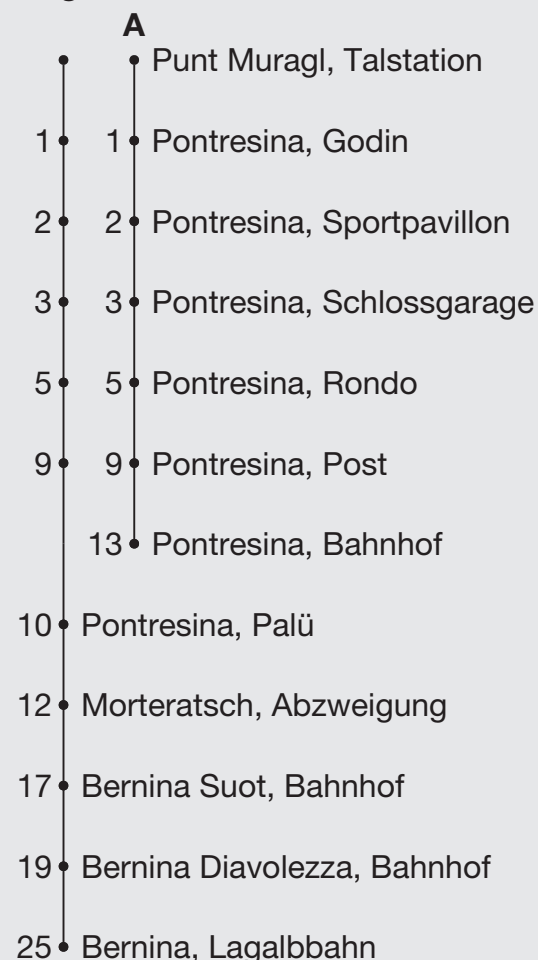 A
Punt Muragl, Talstation
1 1 Pontresina, Godin
2 2 Pontresina, Sportpavillon
3 3 Pontresina, Schlossgarage
5 5 Pontresina, Rondo
9 9 Pontresina, Post
13 Pontresina, Bahnhof
10 Pontresina, Palü
12 Morteratsch, Abzweigung
17 Bernina Suot, Bahnhof
19 Bernina Diavolezza, Bahnhof
25 Bernina, Lagalbbahn